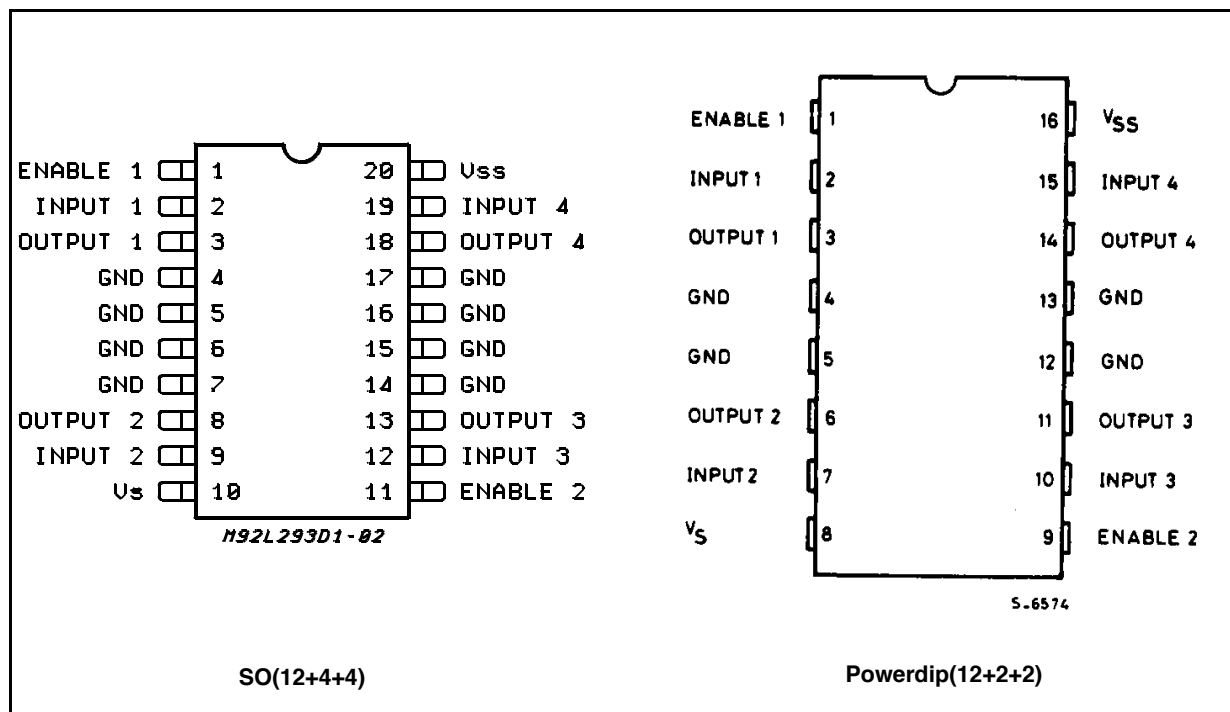 ENABLE 1 1 20 Vss
INPUT 1 2 19 INPUT 4
OUTPUT 1 3 18 OUTPUT 4
GND 4 17 GND
GND 5 16 GND
GND 6 15 GND
GND 7 14 GND
OUTPUT 2 8 13 OUTPUT 3
INPUT 2 9 12 INPUT 3
Vs 10 11 ENABLE 2
M92L293D1-02
SO(12+4+4)
ENABLE 1 1 16 VSS
INPUT 1 2 15 INPUT 4
OUTPUT 1 3 14 OUTPUT 4
GND 4 13 GND
GND 5 12 GND
OUTPUT 2 6 11 OUTPUT 3
INPUT 2 7 10 INPUT 3
VS 8 9 ENABLE 2
S-6574
Powerdip(12+2+2)